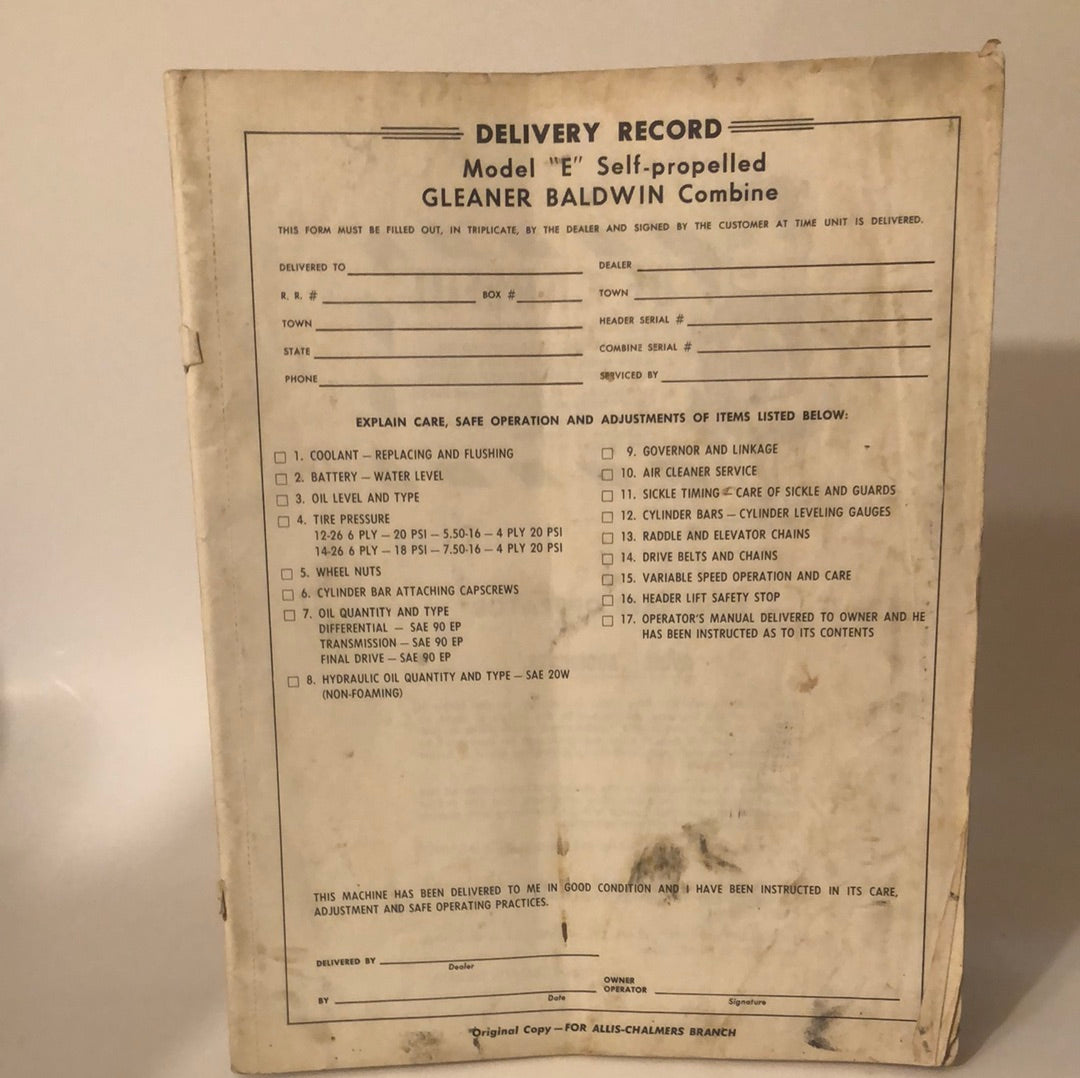 DELIVERY RECORD
Model "E" Self-propelled
GLEANER BALDWIN Combine
THIS FORM MUST BE FILLED OUT, IN TRIPLICATE, BY THE DEALER AND SIGNED BY THE CUSTOMER AT TIME UNIT IS DELIVERED.
DELIVERED TO
R. R. # BOX #
TOWN
STATE
PHONE
DEALER
TOWN
HEADER SERIAL #
COMBINE SERIAL #
SERVICED BY
EXPLAIN CARE, SAFE OPERATION AND ADJUSTMENTS OF ITEMS LISTED BELOW:
1. COOLANT — REPLACING AND FLUSHING
2. BATTERY — WATER LEVEL
3. OIL LEVEL AND TYPE
4. TIRE PRESSURE
12-26 6 PLY — 20 PSI — 5.50-16 — 4 PLY 20 PSI
14-26 6 PLY — 18 PSI — 7.50-16 — 4 PLY 20 PSI
5. WHEEL NUTS
6. CYLINDER BAR ATTACHING CAPSCREWS
7. OIL QUANTITY AND TYPE
DIFFERENTIAL — SAE 90 EP
TRANSMISSION — SAE 90 EP
FINAL DRIVE — SAE 90 EP
8. HYDRAULIC OIL QUANTITY AND TYPE — SAE 20W
(NON-FOAMING)
9. GOVERNOR AND LINKAGE
10. AIR CLEANER SERVICE
11. SICKLE TIMING — CARE OF SICKLE AND GUARDS
12. CYLINDER BARS — CYLINDER LEVELING GAUGES
13. RADDLE AND ELEVATOR CHAINS
14. DRIVE BELTS AND CHAINS
15. VARIABLE SPEED OPERATION AND CARE
16. HEADER LIFT SAFETY STOP
17. OPERATOR'S MANUAL DELIVERED TO OWNER AND HE
HAS BEEN INSTRUCTED AS TO ITS CONTENTS
THIS MACHINE HAS BEEN DELIVERED TO ME IN GOOD CONDITION AND I HAVE BEEN INSTRUCTED IN ITS CARE,
ADJUSTMENT AND SAFE OPERATING PRACTICES.
DELIVERED BY
Dealer
BY
Date
OWNER
OPERATOR
Signature
Original Copy — FOR ALLIS-CHALMERS BRANCH